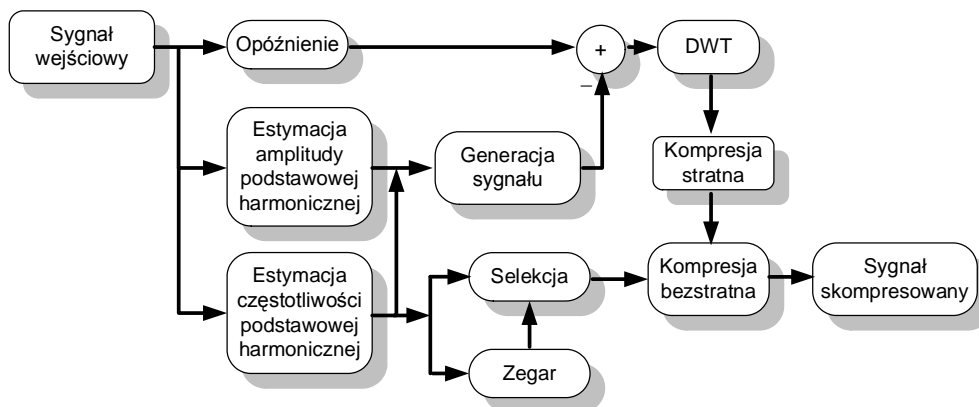 Sygnał
wejściowy
Opóźnienie
+
DWT
–
Estymacja
amplitudy
podstawowej
harmonicznej
Generacja
sygnału
Kompresja
stratna
Estymacja
częstotliwości
podstawowej
harmonicznej
Selekcja
Kompresja
bezstratna
Sygnał
skompresowany
Zegar